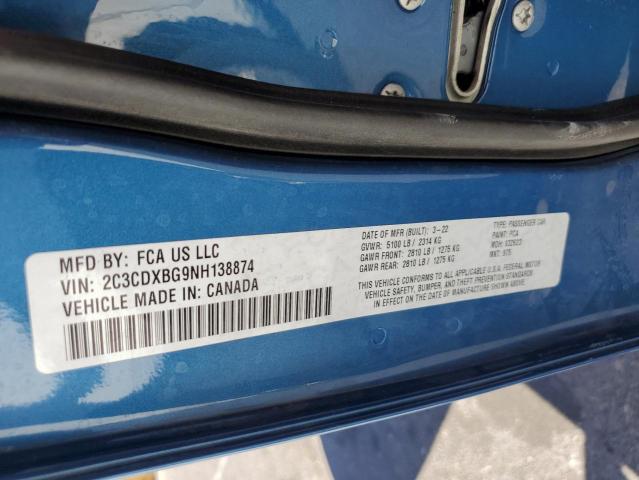 MFD BY: FCA US LLC
VIN: 2C3CDXBG9NH138874
VEHICLE MADE IN: CANADA
DATE OF MFR (BUILT): 3-22
GVWR: 5100 LB / 2314 KG
GAWR FRONT: 2810 LB / 1275 KG
GAWR REAR: 2810 LB / 1275 KG
TYPE: PASSENGER CAR
PAINT: PCA
MDH: 032623
THIS VEHICLE CONFORMS TO ALL APPLICABLE U.S.A. FEDERAL MOTOR
VEHICLE SAFETY, BUMPER, AND THEFT PREVENTION STANDARDS
IN EFFECT ON THE DATE OF MANUFACTURE SHOWN ABOVE.